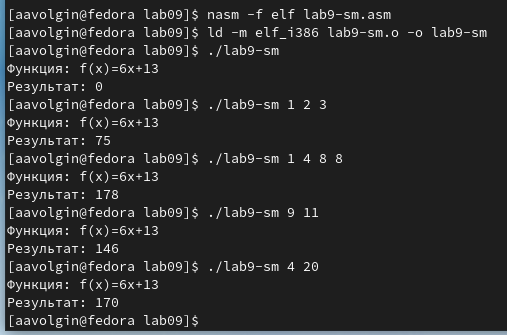 [aavolgin@fedora lab09]$ nasm -f elf lab9-sm.asm
[aavolgin@fedora lab09]$ ld -m elf_i386 lab9-sm.o -o lab9-sm
[aavolgin@fedora lab09]$ ./lab9-sm
Функция: f(x)=6x+13
Результат: 0
[aavolgin@fedora lab09]$ ./lab9-sm 1 2 3
Функция: f(x)=6x+13
Результат: 75
[aavolgin@fedora lab09]$ ./lab9-sm 1 4 8 8
Функция: f(x)=6x+13
Результат: 178
[aavolgin@fedora lab09]$ ./lab9-sm 9 11
Функция: f(x)=6x+13
Результат: 146
[aavolgin@fedora lab09]$ ./lab9-sm 4 20
Функция: f(x)=6x+13
Результат: 170
[aavolgin@fedora lab09]$